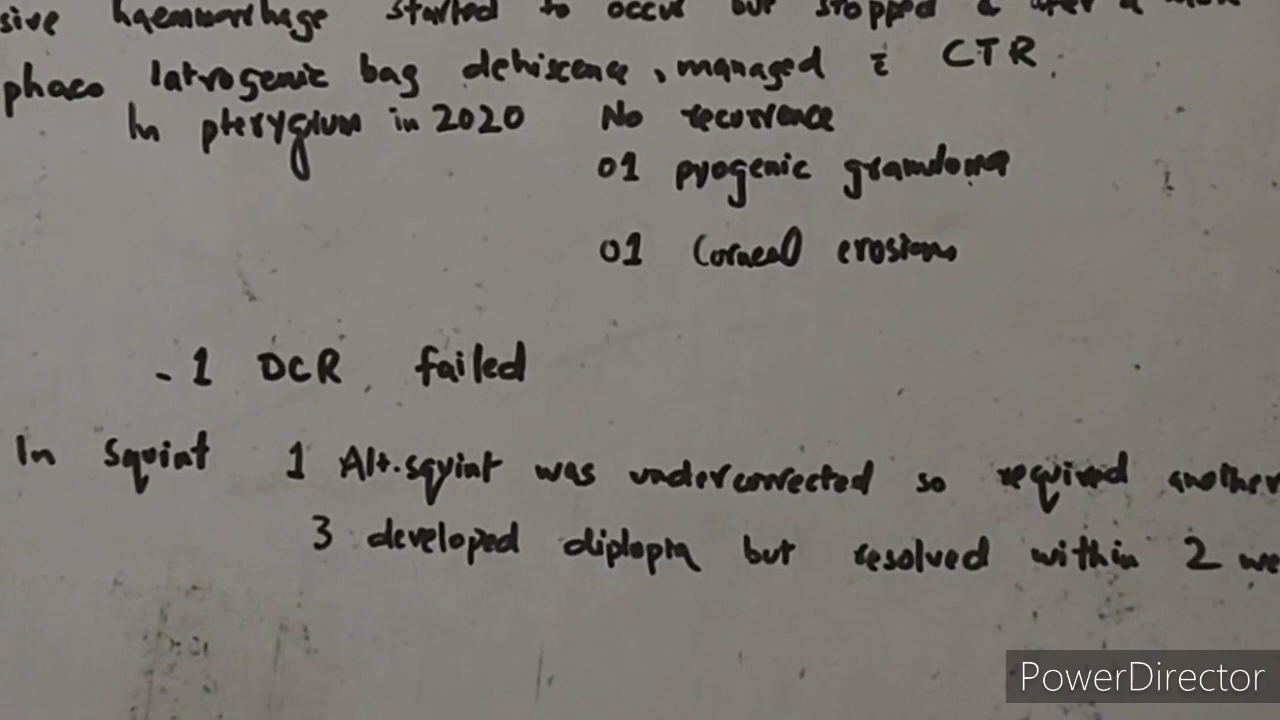 sive haemorrhage started to occur but stopped after a
phaco Iatrogenic bag dehiscence, managed c̄ CTR.
In pterygium in 2020 No recurrence
01 pyogenic granuloma
01 Corneal erosions
- 1 DCR failed
In Squint 1 Alt. squint was undercorrected so required another
3 developed diplopia but resolved within 2 we
PowerDirector